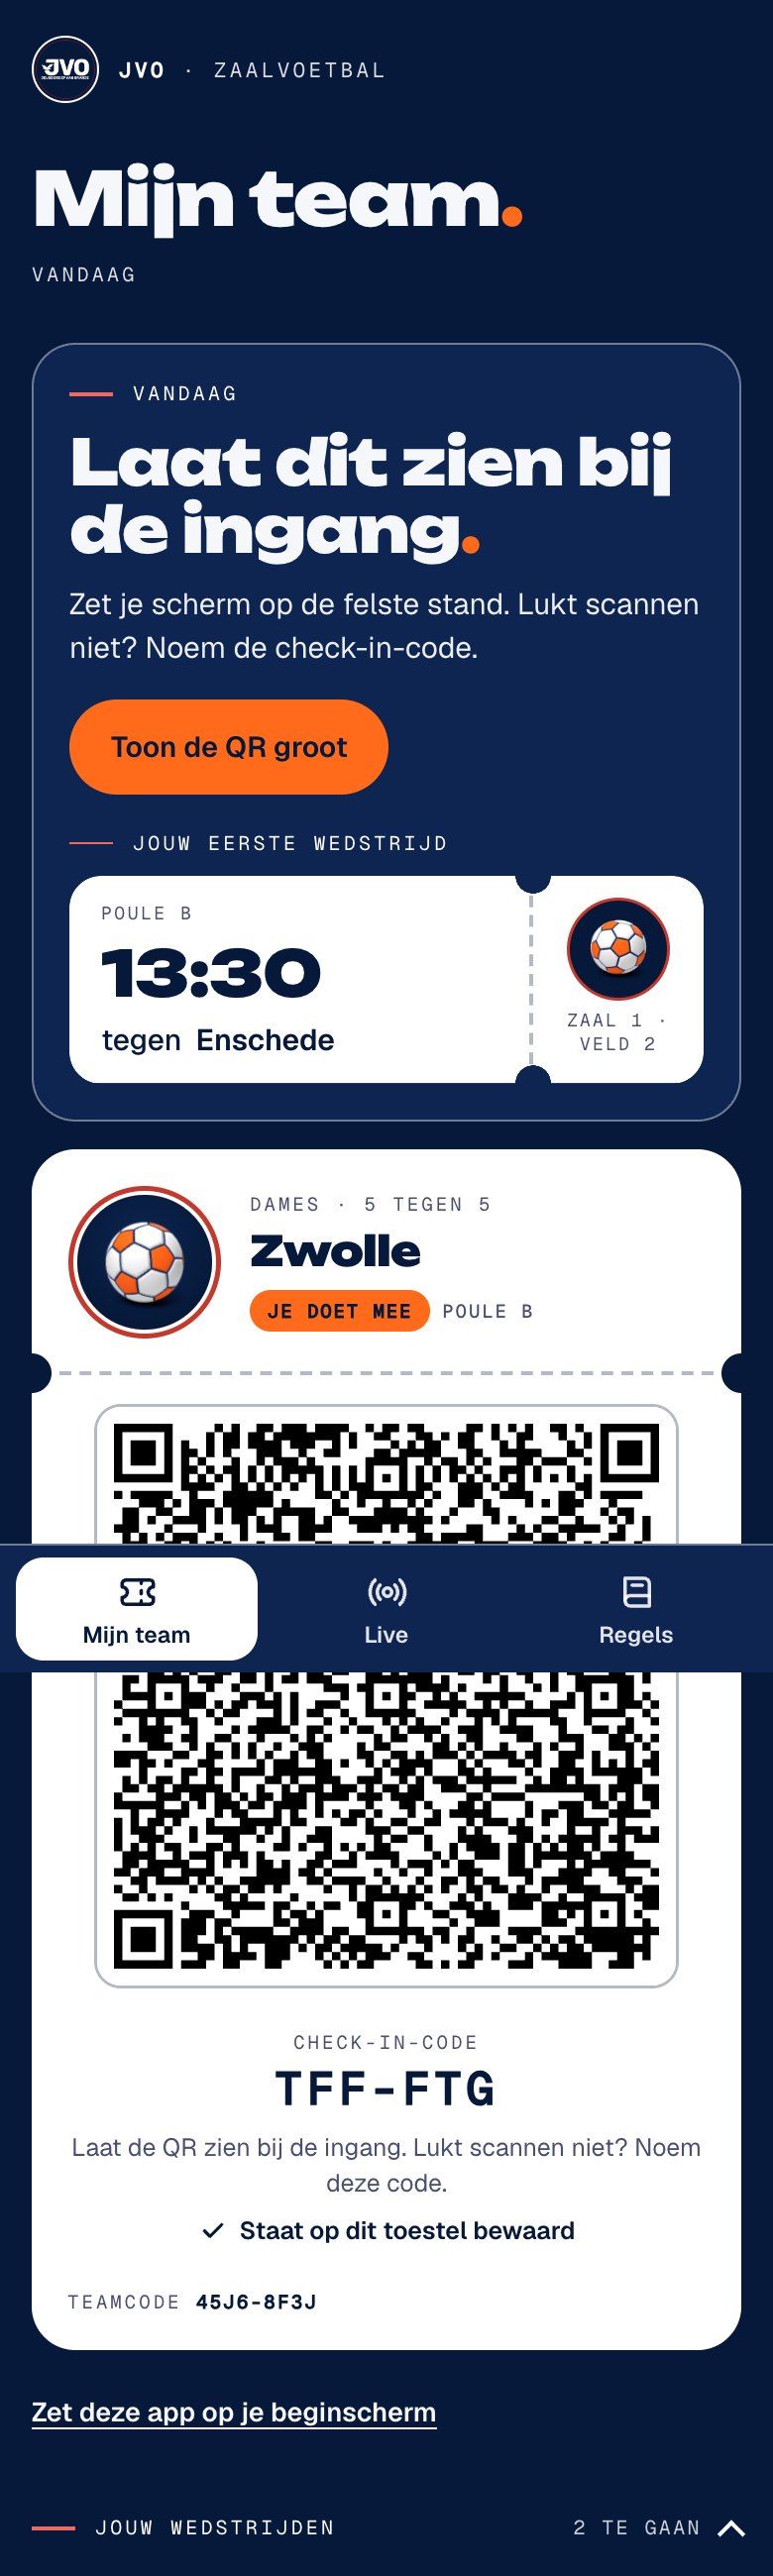 JVO
JVO · ZAALVOETBAL
Mijn team.
VANDAAG
VANDAAG
Laat dit zien bij
de ingang.
Zet je scherm op de felste stand. Lukt scannen
niet? Noem de check-in-code.
Toon de QR groot
JOUW EERSTE WEDSTRIJD
POULE B
13:30
tegen Enschede
ZAAL 1 ·
VELD 2
DAMES · 5 TEGEN 5
Zwolle
JE DOET MEE POULE B
Mijn team
Live
Regels
CHECK-IN-CODE
TFF-FTG
Laat de QR zien bij de ingang. Lukt scannen niet? Noem
deze code.
Staat op dit toestel bewaard
TEAMCODE 45J6-8F3J
Zet deze app op je beginscherm
JOUW WEDSTRIJDEN
2 TE GAAN